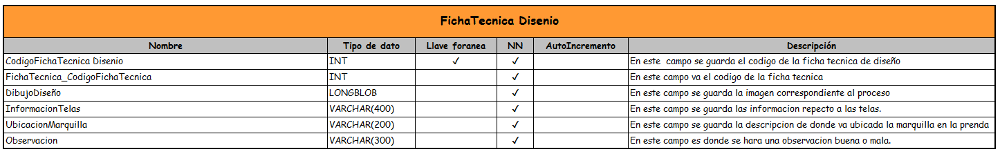 FichaTecnica Disenio
Nombre Tipo de dato Llave foranea NN AutoIncremento Descripción
CodigoFichaTecnica Disenio INT ✓ ✓ En este campo se guarda el codigo de la ficha tecnica de diseño
FichaTecnica_CodigoFichaTecnica INT ✓ En este campo va el codigo de la ficha tecnica
DibujoDiseño LONGBLOB ✓ En este campo se guarda la imagen correspondiente al proceso
InformacionTelas VARCHAR(400) ✓ En este campo se guarda las informacion repecto a las telas.
UbicacionMarquilla VARCHAR(200) ✓ En este campo se guarda la descripcion de donde va ubicada la marquilla en la prenda
Observacion VARCHAR(300) ✓ En este campo es donde se hara una observacion buena o mala.